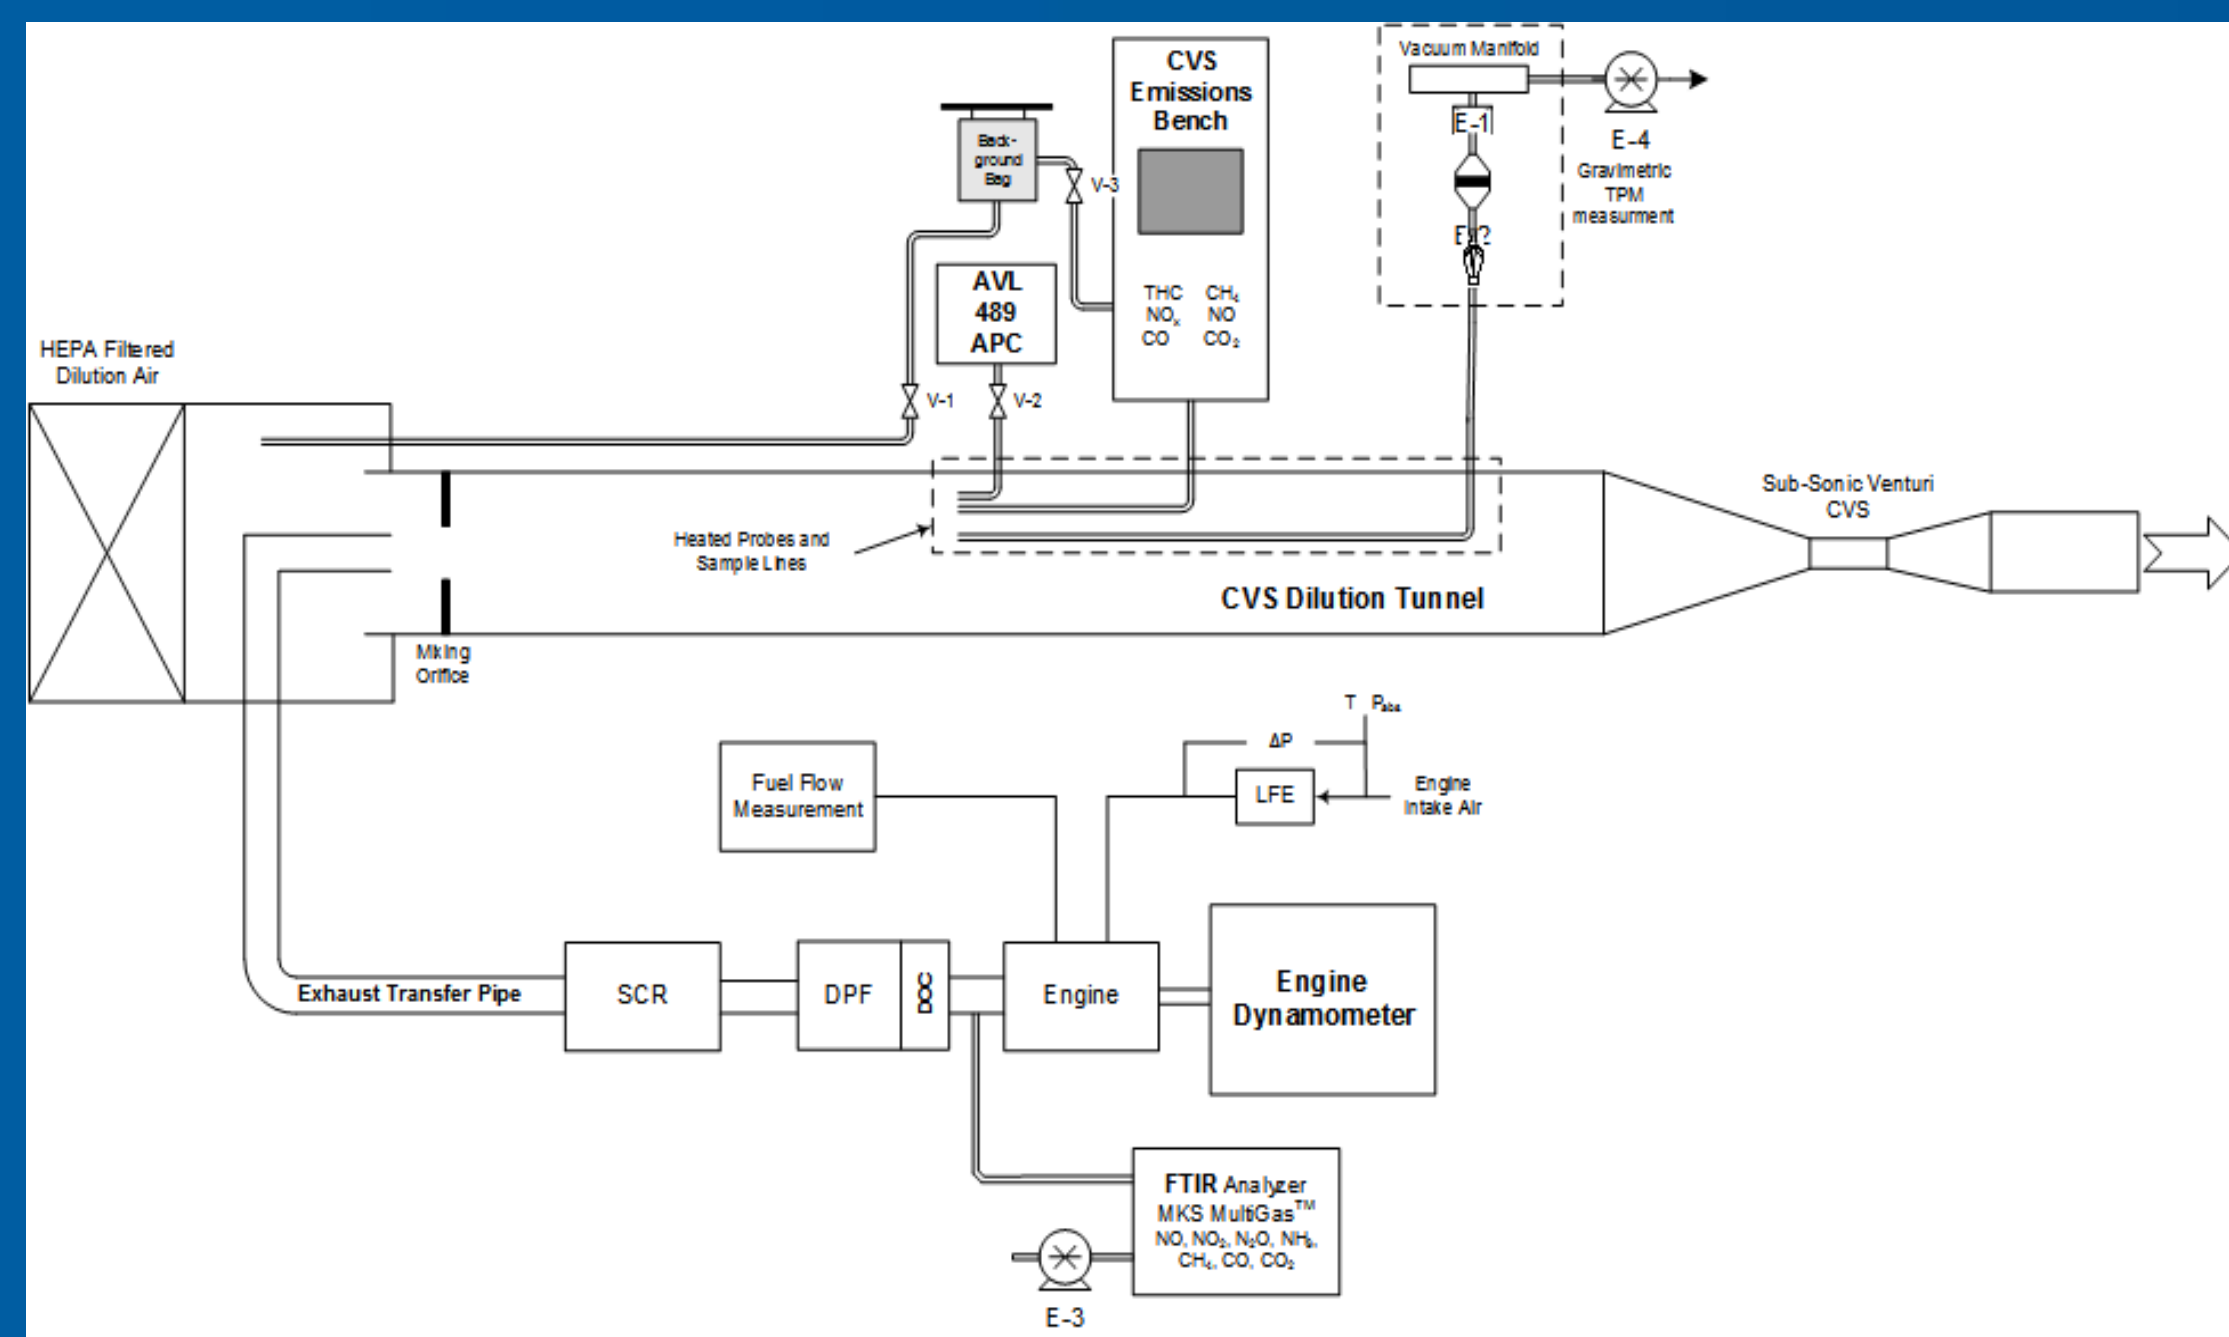 CVS
Emissions
Bench
THC CH₄
NOₓ NO
CO CO₂
Vacuum Manifold
E-1
E-4
Gravimetric
TPM
measurment
Back-
ground
Bag
V-3
AVL
489
APC
V-1
V-2
HEPA Filtered
Dilution Air
Heated Probes and
Sample Lines
CVS Dilution Tunnel
Sub-Sonic Venturi
CVS
Mixing
Orifice
T Pabs
ΔP
LFE
Engine
Intake Air
Fuel Flow
Measurement
Exhaust Transfer Pipe
SCR
DPF
DOC
Engine
Engine
Dynamometer
FTIR Analyzer
MKS MultiGas™
NO, NO₂, N₂O, NH₃,
CH₄, CO, CO₂
E-3